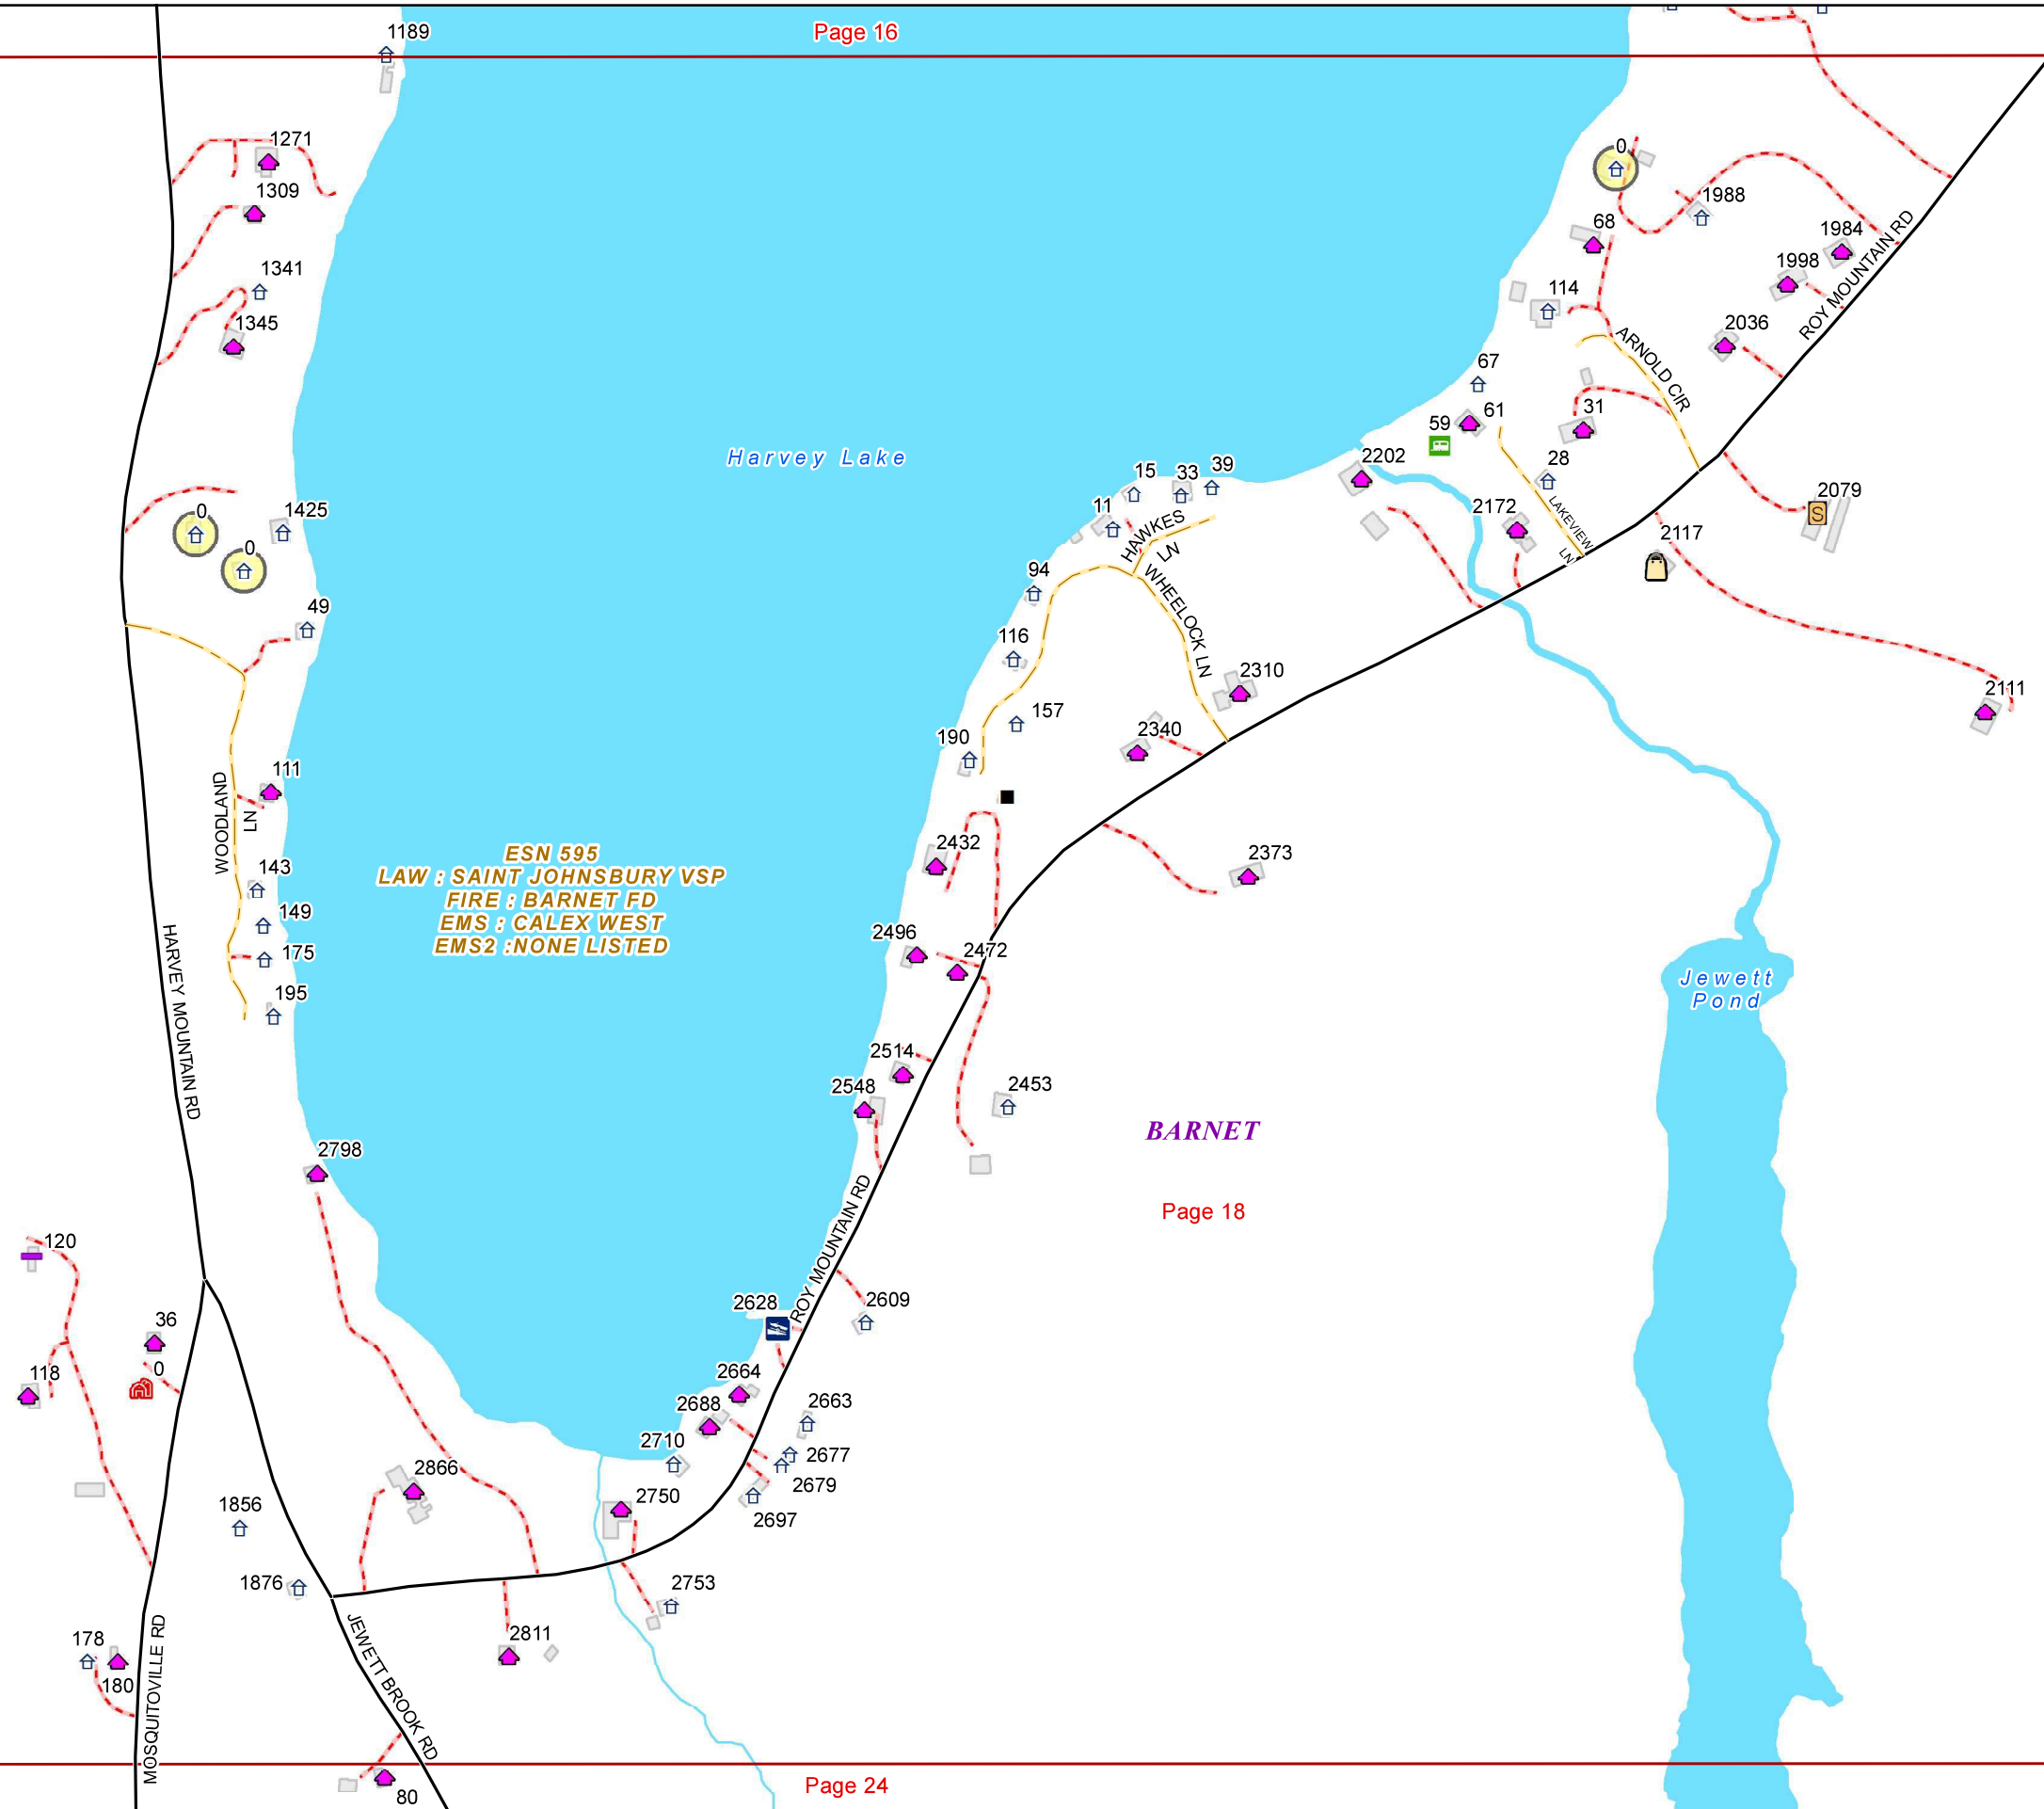 Page 16
1189
1271
1309
1341
1345
0
1988
68
1984
1998
114
2036
ROY MOUNTAIN RD
ARNOLD CIR
67
61
31
59
2202
28
Harvey Lake
15
33
39
11
HAWKES
LN
2172
LAKEVIEW
LN
2079
S
2117
1425
0
0
49
94
WHEELOCK LN
116
2310
2111
157
190
2340
111
WOODLAND
LN
2432
2373
ESN 595
LAW : SAINT JOHNSBURY VSP
FIRE : BARNET FD
EMS : CALEX WEST
EMS2 :NONE LISTED
143
149
175
195
HARVEY MOUNTAIN RD
2496
2472
Jewett
Pond
2514
2548
2453
BARNET
2798
Page 18
ROY MOUNTAIN RD
120
36
0
118
2628
2609
2664
2688
2663
2710
2677
2679
2697
2866
2750
1856
1876
2753
2811
178
180
MOSQUITOVILLE RD
JEWETT BROOK RD
80
Page 24